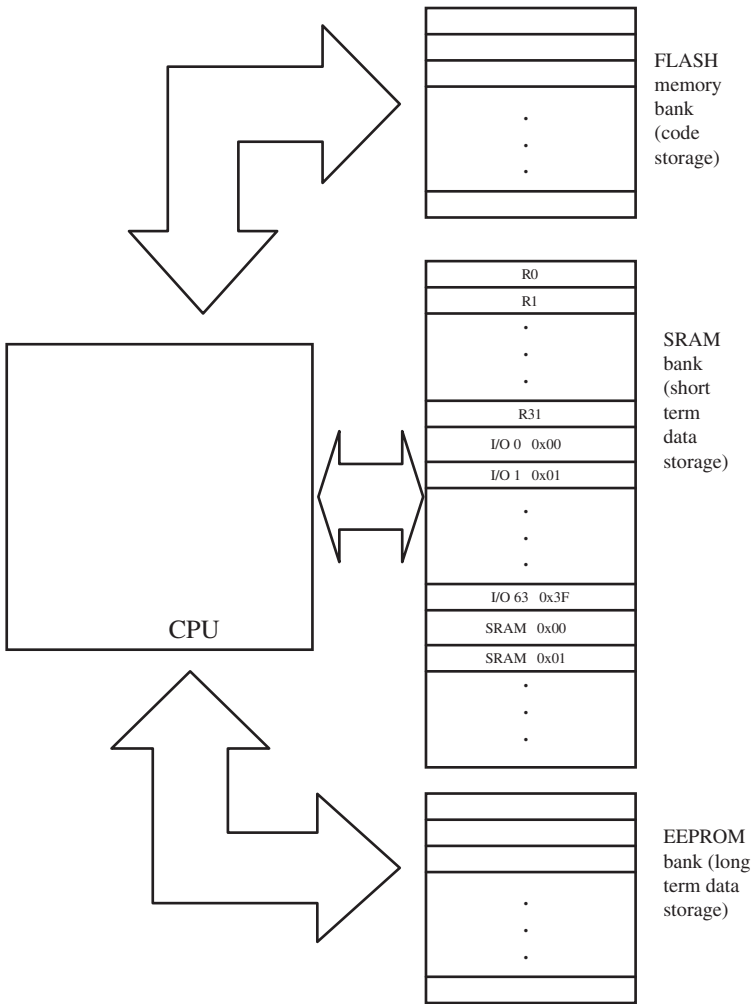 FLASH
memory
bank
(code
storage)
R0
R1
R31
I/O 0 0x00
I/O 1 0x01
I/O 63 0x3F
SRAM 0x00
SRAM 0x01
SRAM
bank
(short
term
data
storage)
CPU
EEPROM
bank (long
term data
storage)